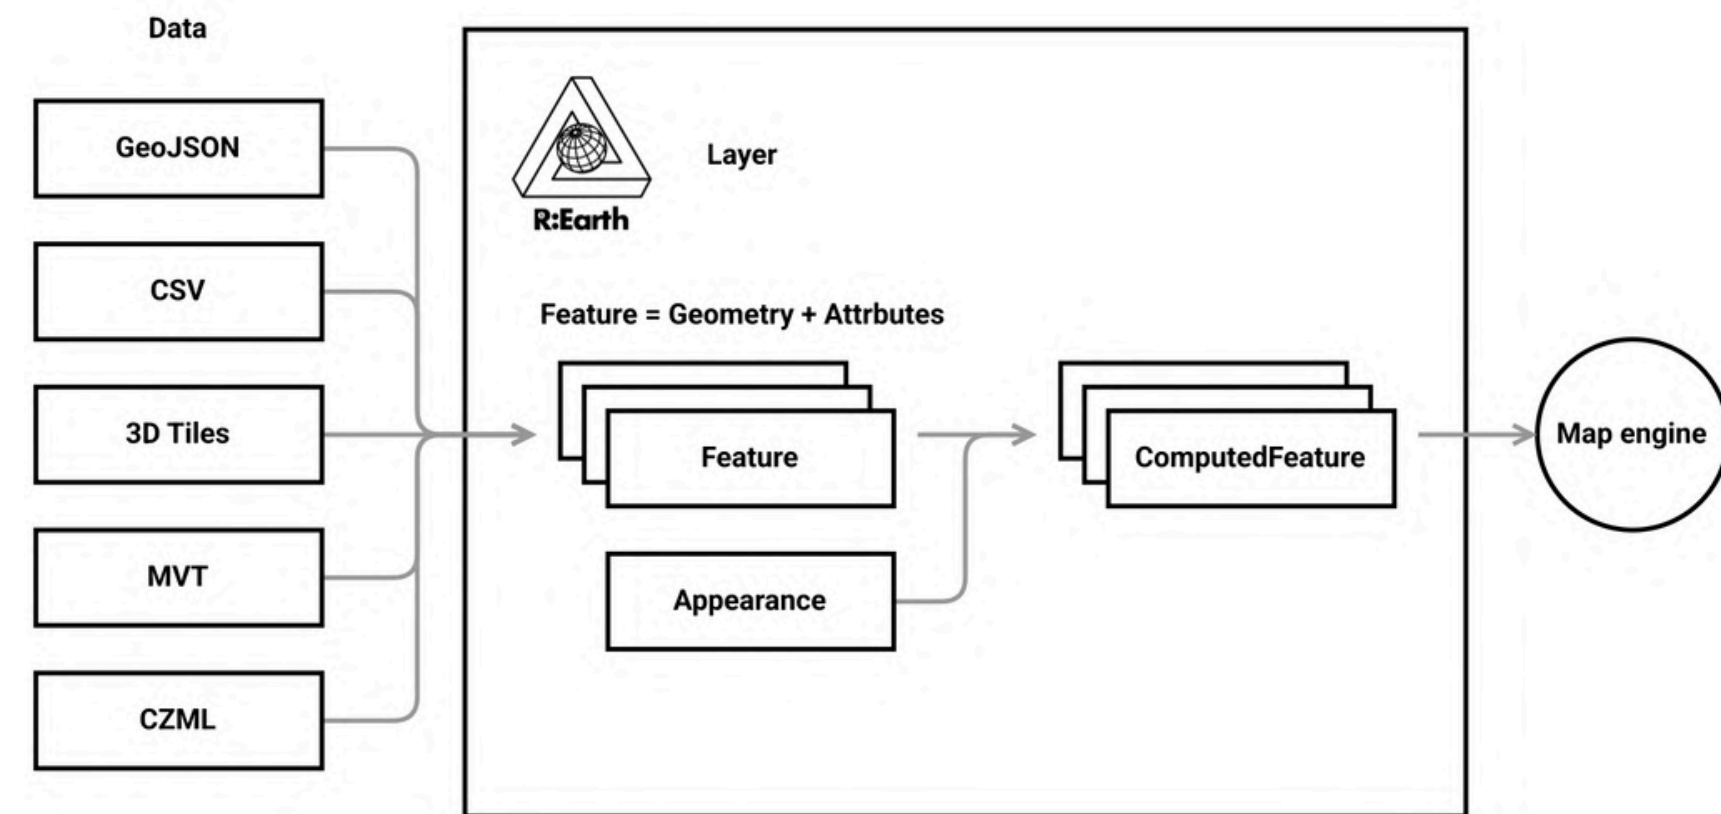 Data
GeoJSON
CSV
3D Tiles
MVT
CZML
R:Earth
Layer
Feature = Geometry + Attrbutes
Feature
Appearance
ComputedFeature
Map engine